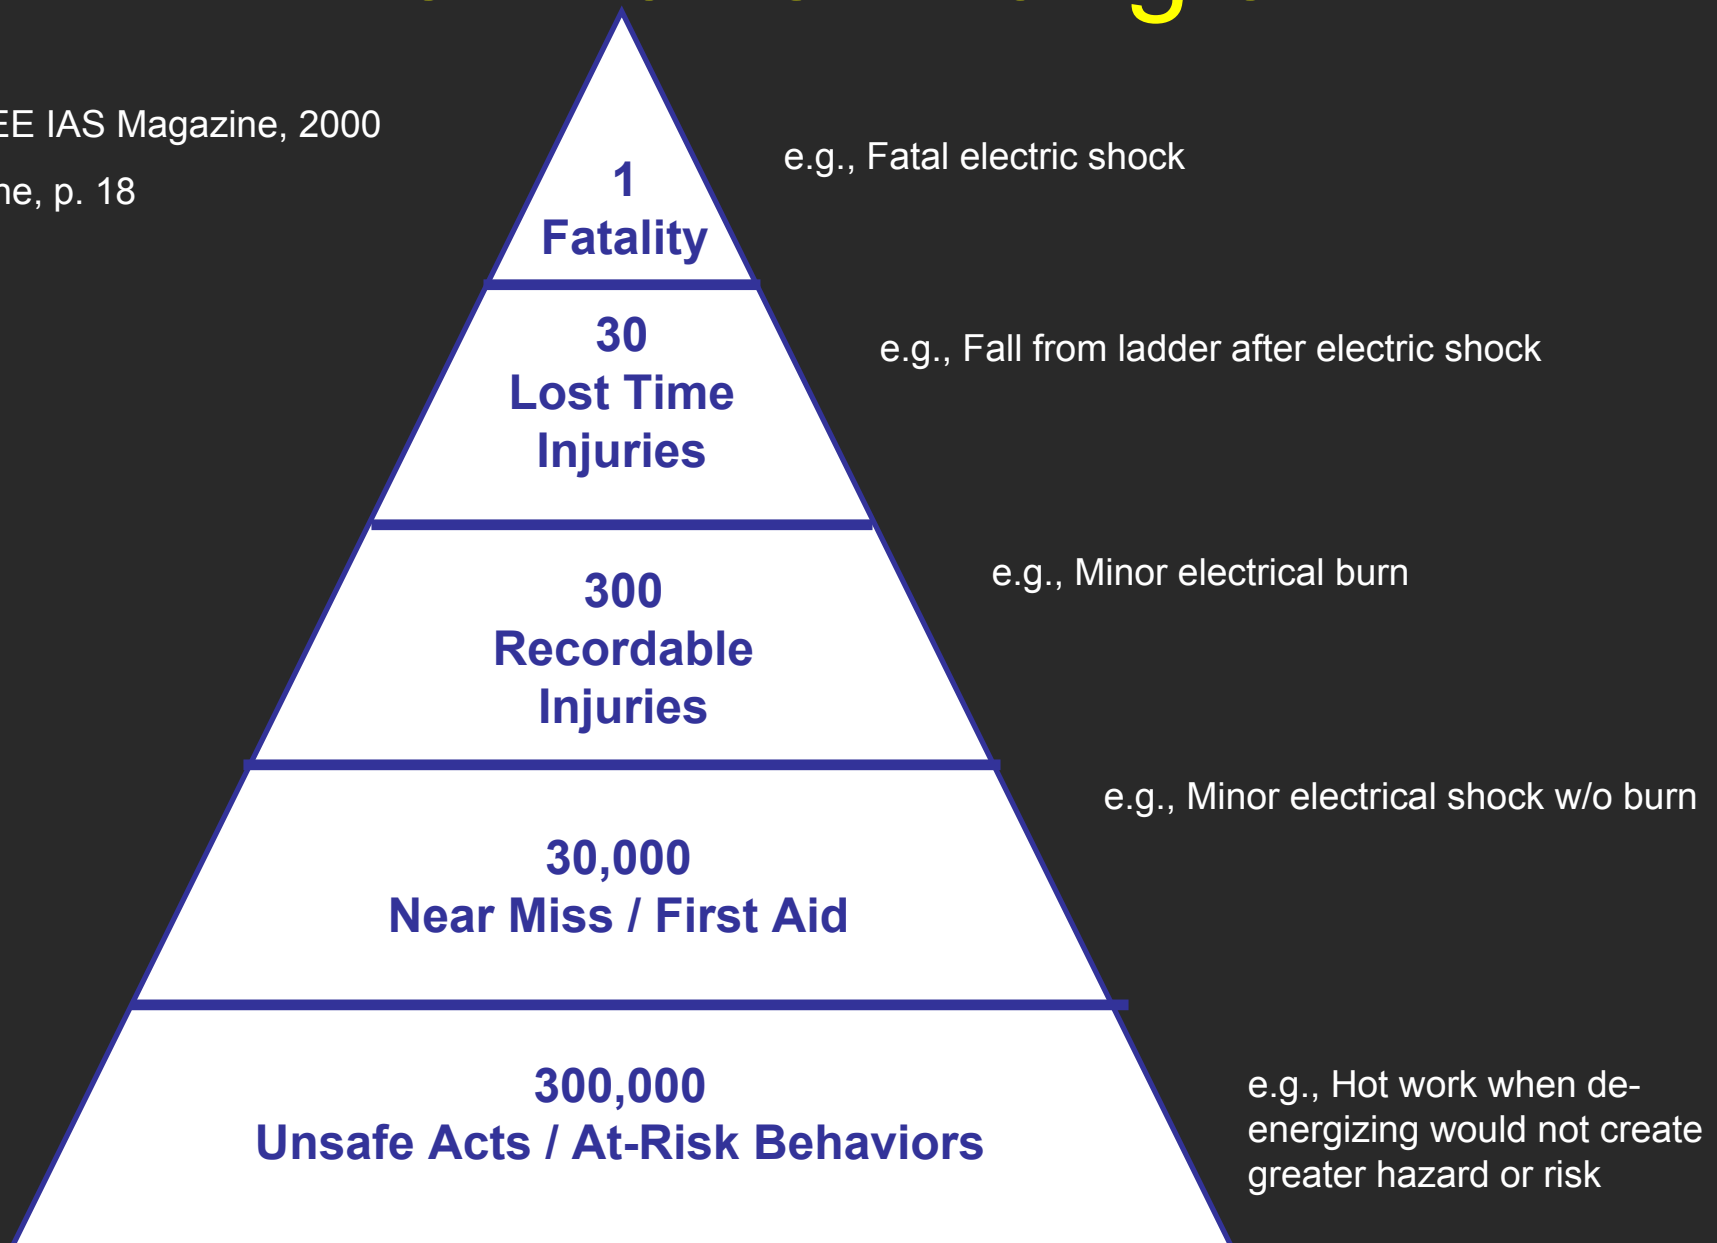 IAS Magazine, 2000
p. 18
1
Fatality
e.g., Fatal electric shock
30
Lost Time
Injuries
e.g., Fall from ladder after electric shock
300
Recordable
Injuries
e.g., Minor electrical burn
30,000
Near Miss / First Aid
e.g., Minor electrical shock w/o burn
300,000
Unsafe Acts / At-Risk Behaviors
e.g., Hot work when de-
energizing would not create
greater hazard or risk